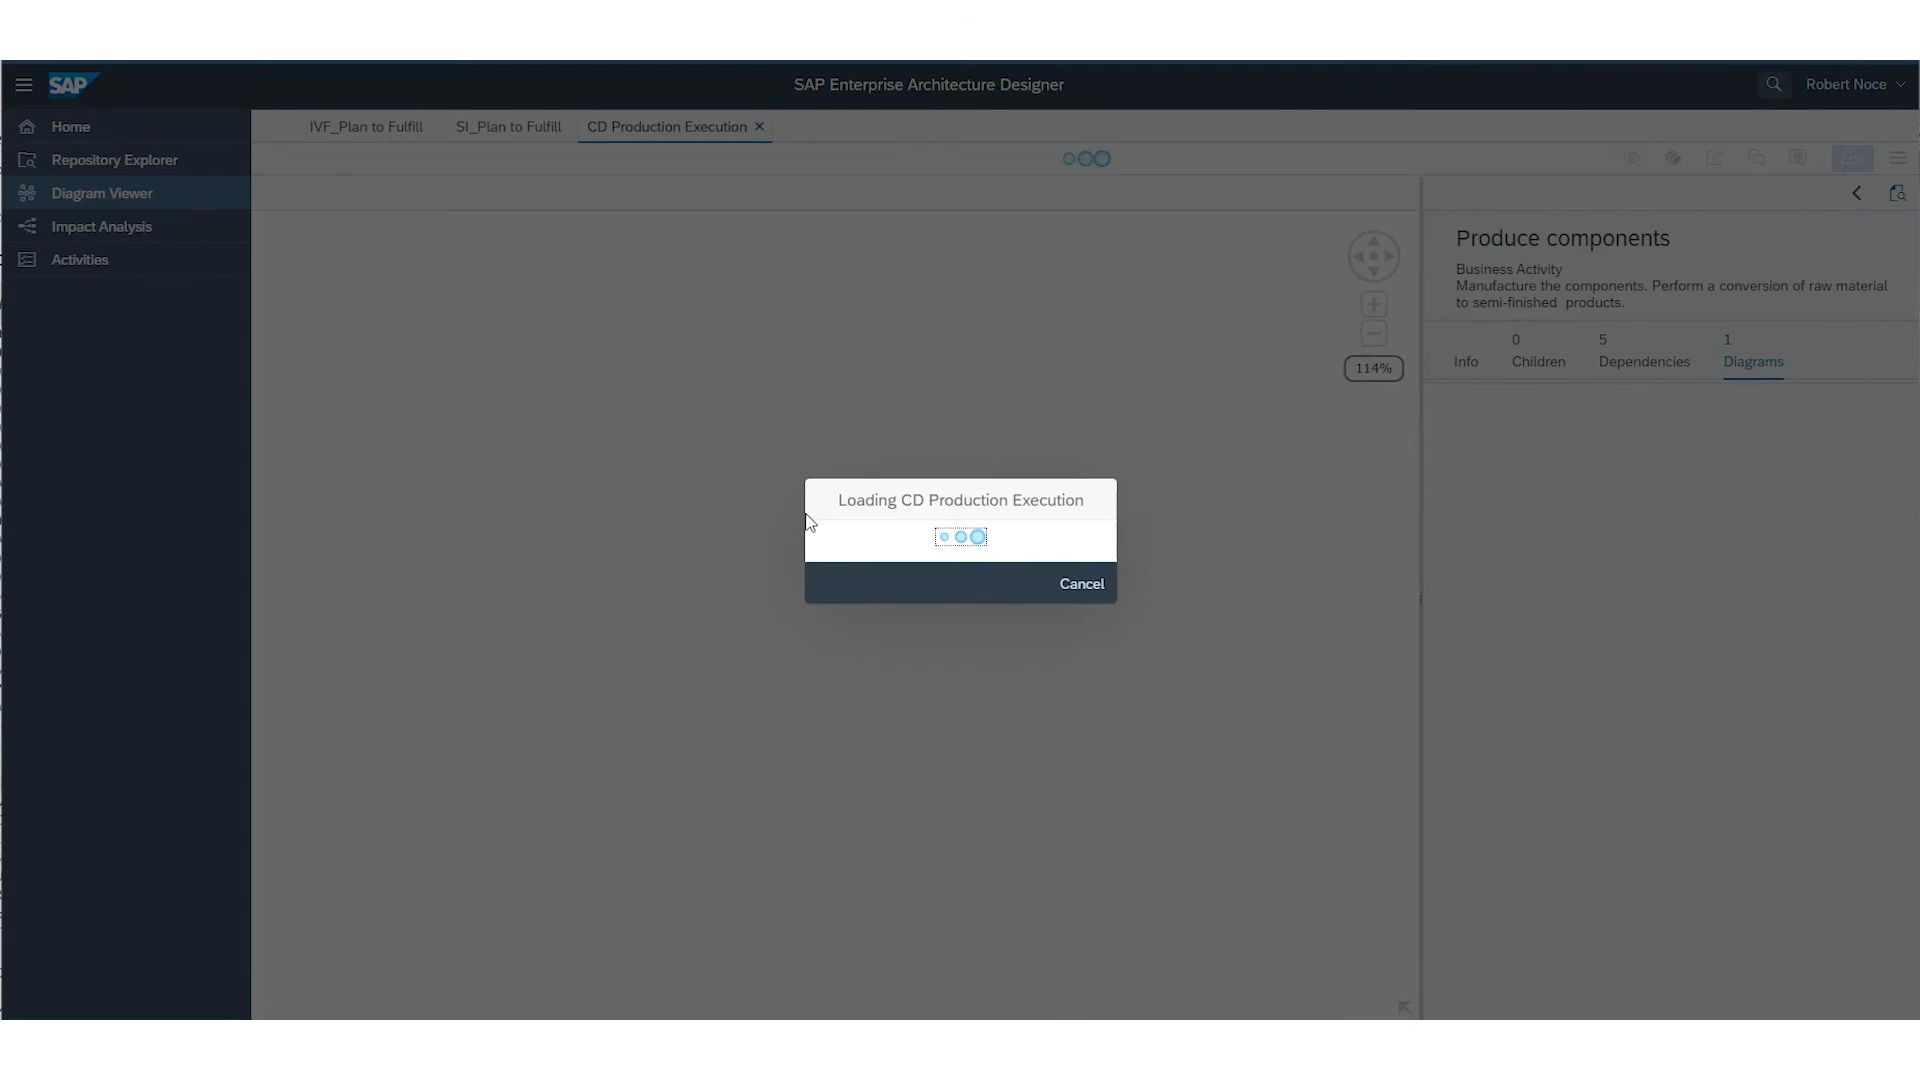 SAP
SAP Enterprise Architecture Designer
Robert Noce
Home
Repository Explorer
Diagram Viewer
Impact Analysis
Activities
IVF_Plan to Fulfill
SI_Plan to Fulfill
CD Production Execution
Edit
114%
Loading CD Production Execution
Cancel
Produce components
Business Activity
Manufacture the components. Perform a conversion of raw material
to semi-finished products.
0 5 1
Info Children Dependencies Diagrams